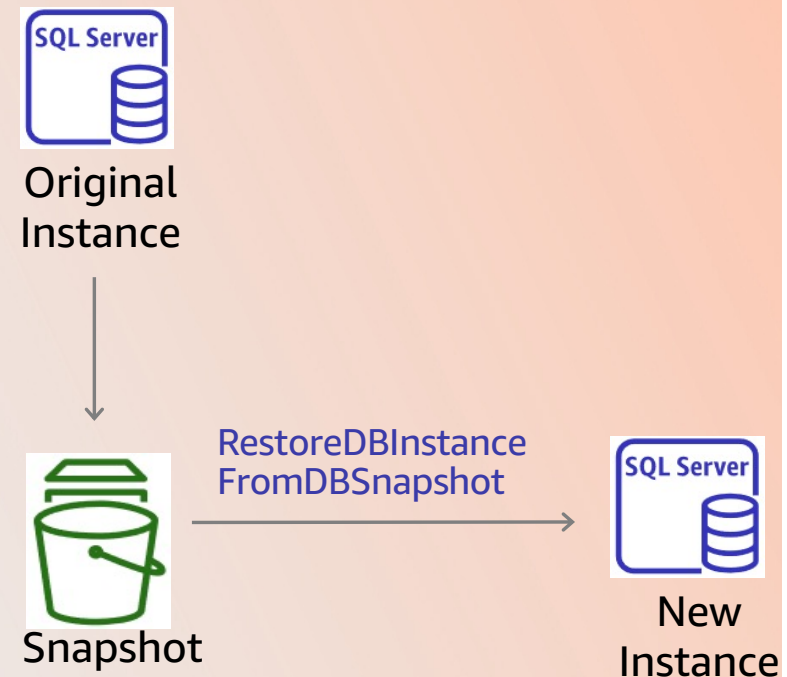 SQL Server
Original
Instance
RestoreDBInstance
FromDBSnapshot
Snapshot
SQL Server
New
Instance